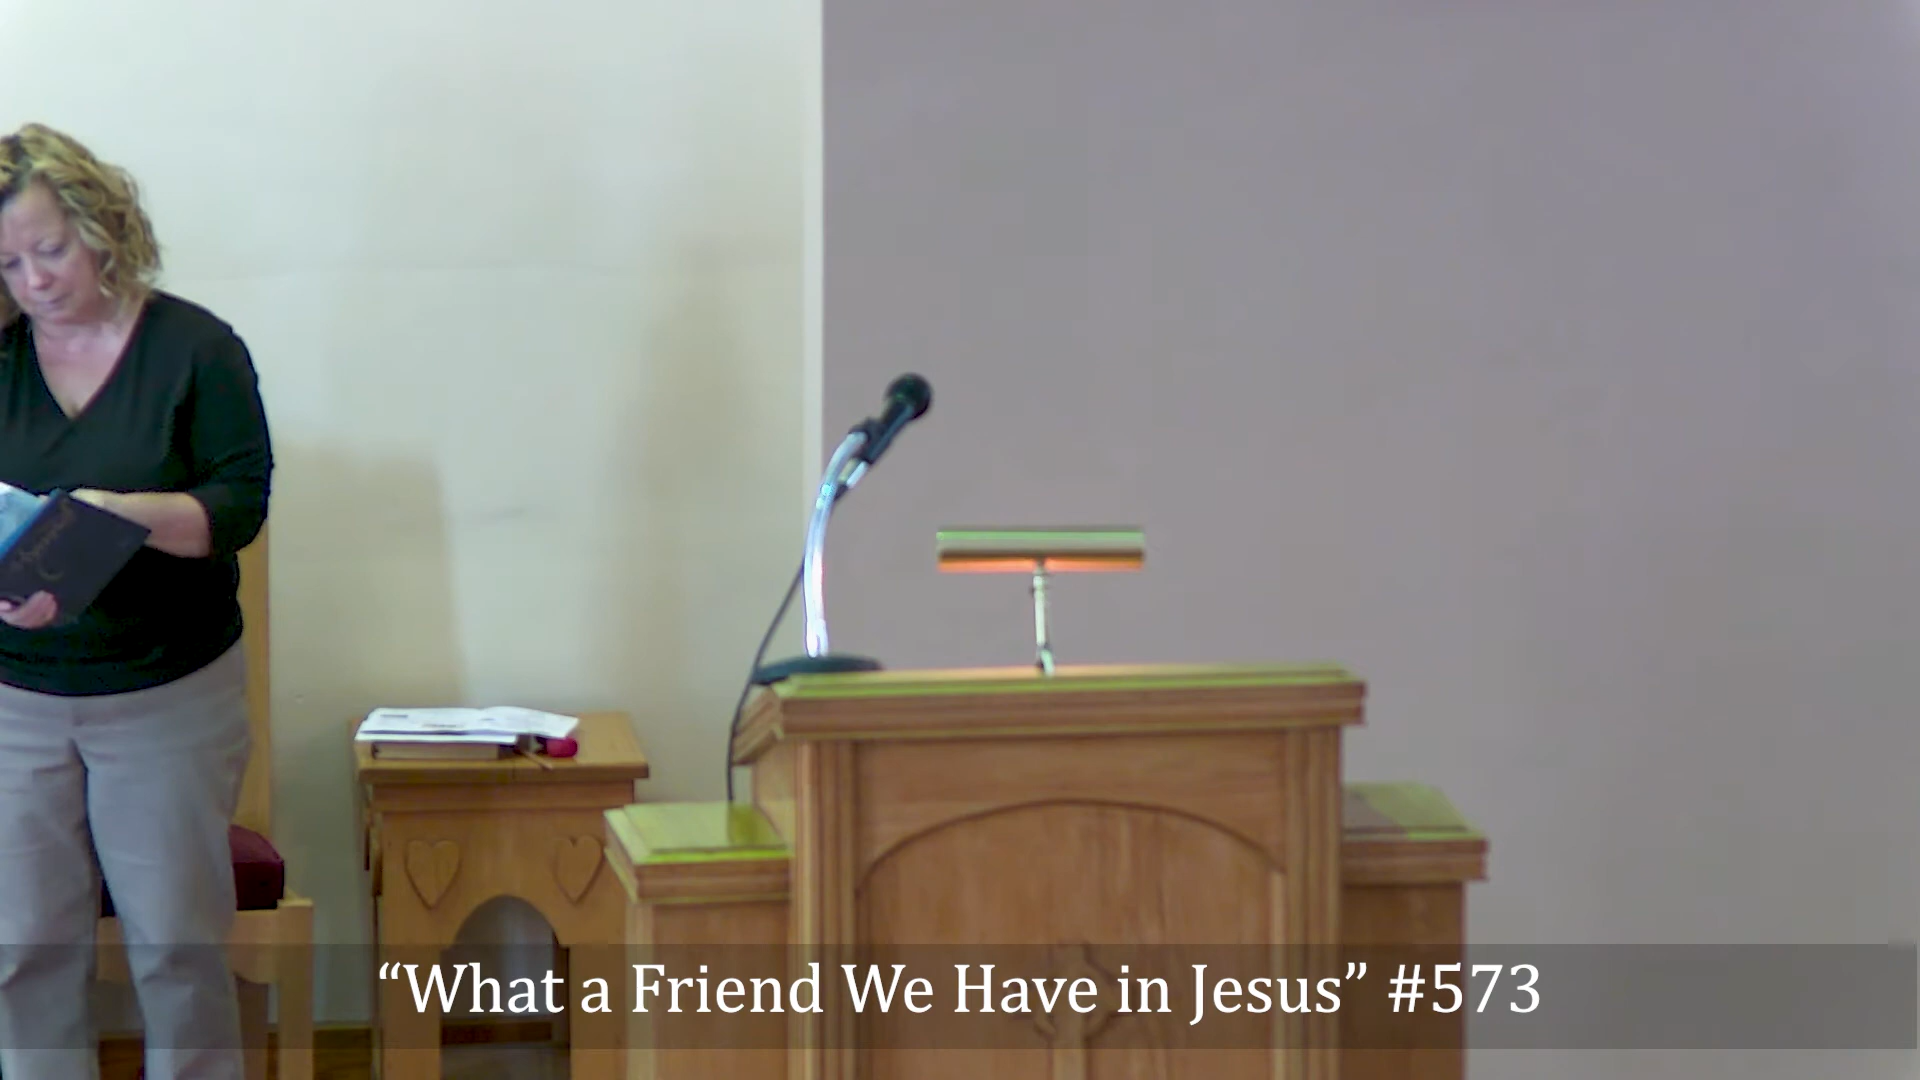 “What a Friend We Have in Jesus” #573